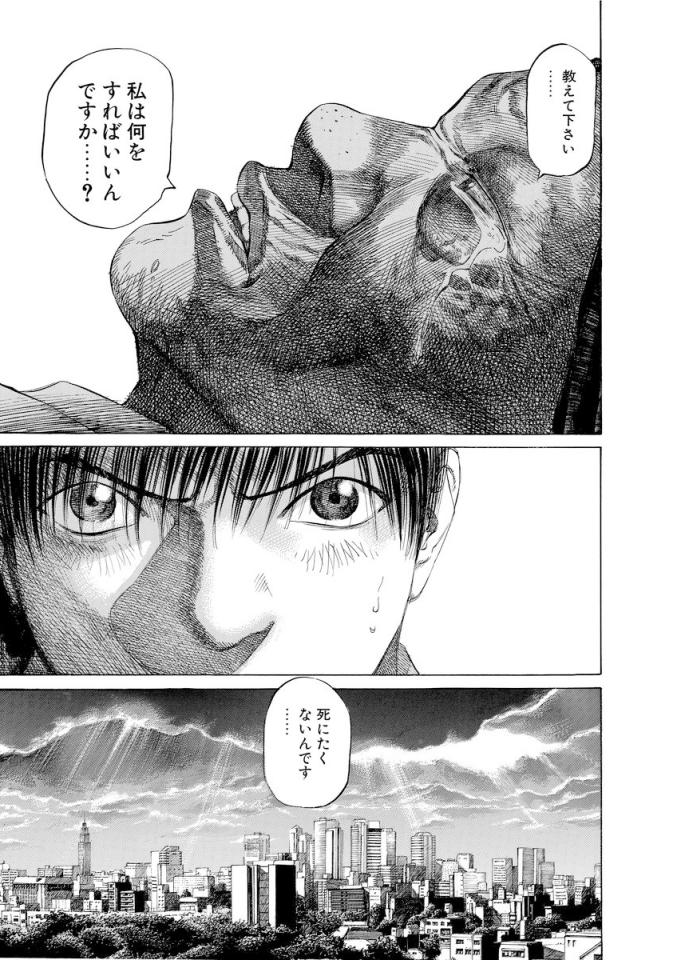 教えて下さい
……
私は何を
すればいいん
ですか……？
死にたく
ないんです
……